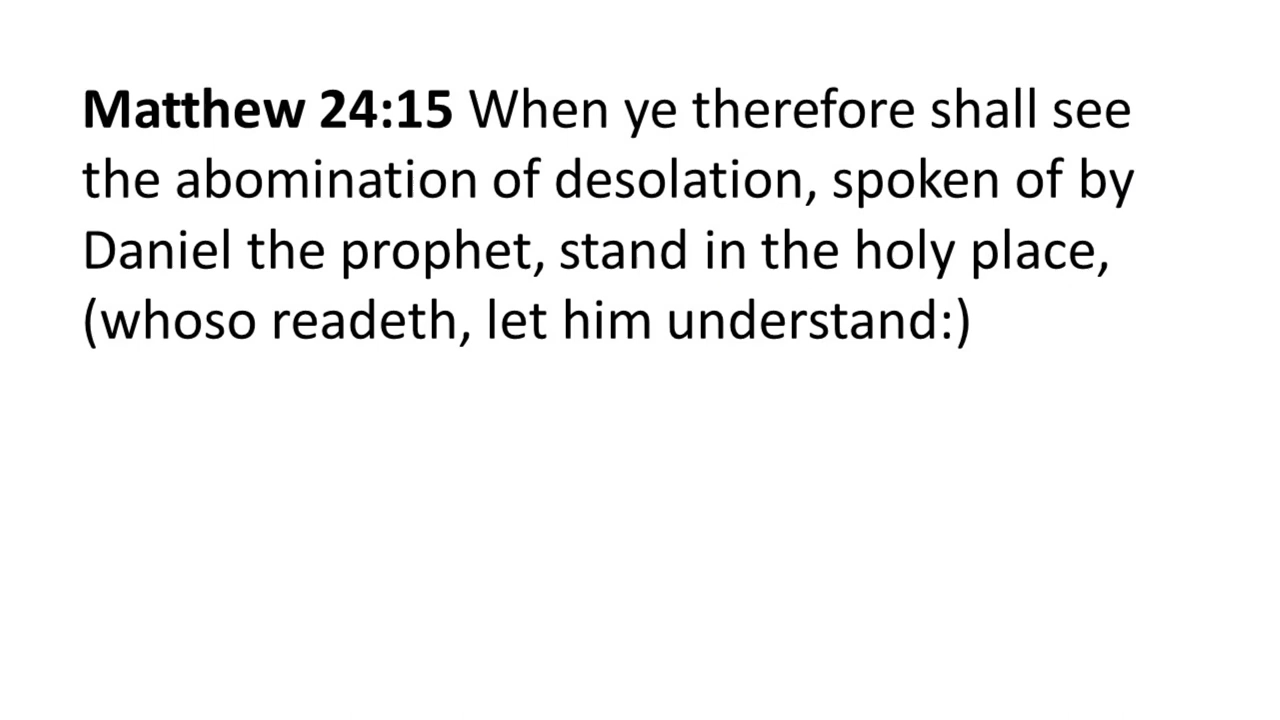 Matthew 24:15 When ye therefore shall see
the abomination of desolation, spoken of by
Daniel the prophet, stand in the holy place,
(whoso readeth, let him understand:)